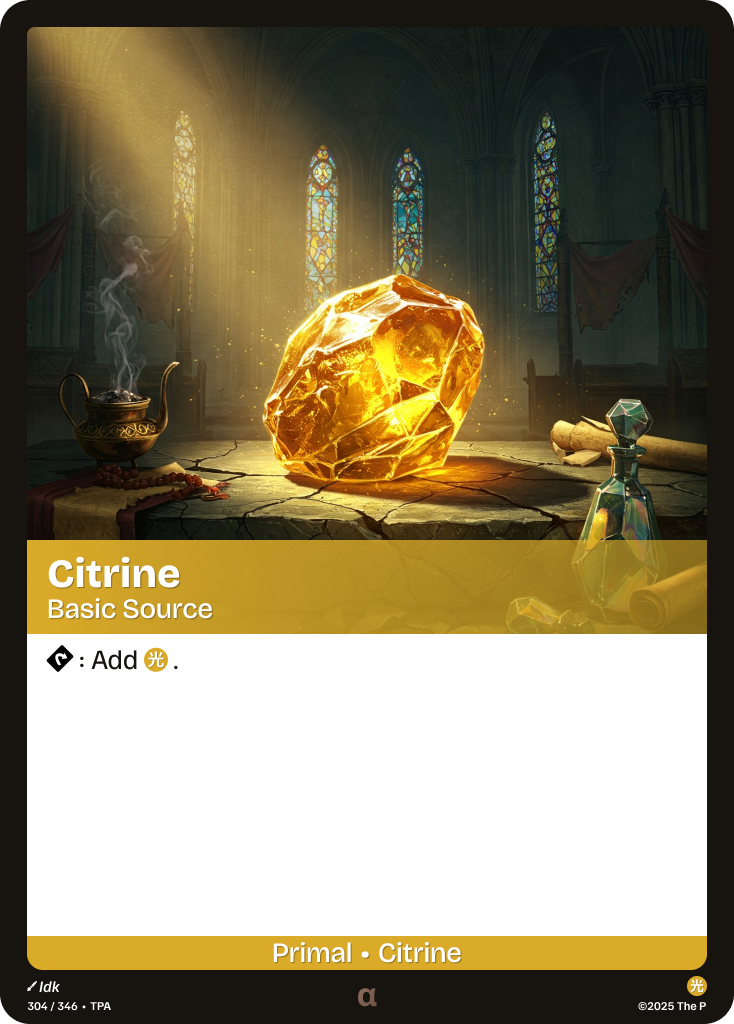 Citrine
Basic Source
: Add 光 .
Primal • Citrine
Idk
304 / 346 • TPA
α
光
©2025 The P